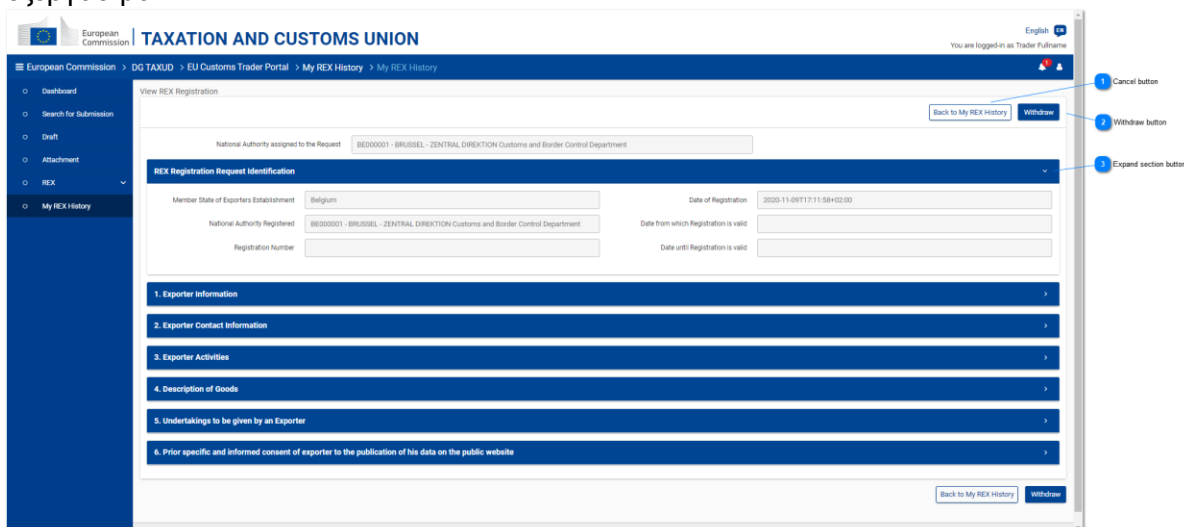 European
Commission
TAXATION AND CUSTOMS UNION
English EN
You are logged-in as Trader Fullname
European Commission > DG TAXUD > EU Customs Trader Portal > My REX History > My REX History
1 Cancel button
Dashboard
View REX Registration
Search for Submission
Back to My REX History
Withdraw
2 Withdraw button
Draft
National Authority assigned to the Request
BE000001 - BRUSSEL - ZENTRAL DIREKTION Customs and Border Control Department
Attachment
REX Registration Request Identification
3 Expand section button
REX
Member State of Exporters Establishment
Belgium
Date of Registration
2020-11-09T17:11:58+02:00
My REX History
National Authority Registered
BE000001 - BRUSSEL - ZENTRAL DIREKTION Customs and Border Control Department
Date from which Registration is valid
Registration Number
Date until Registration is valid
1. Exporter Information
2. Exporter Contact Information
3. Exporter Activities
4. Description of Goods
5. Undertakings to be given by an Exporter
6. Prior specific and informed consent of exporter to the publication of his data on the public website
Back to My REX History
Withdraw